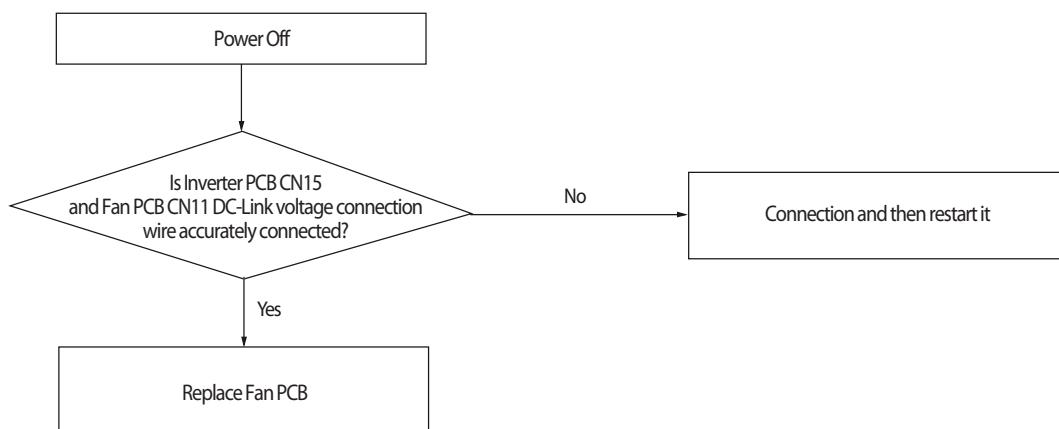 Power Off
Is Inverter PCB CN15
and Fan PCB CN11 DC-Link voltage connection
wire accurately connected?
No
Connection and then restart it
Yes
Replace Fan PCB